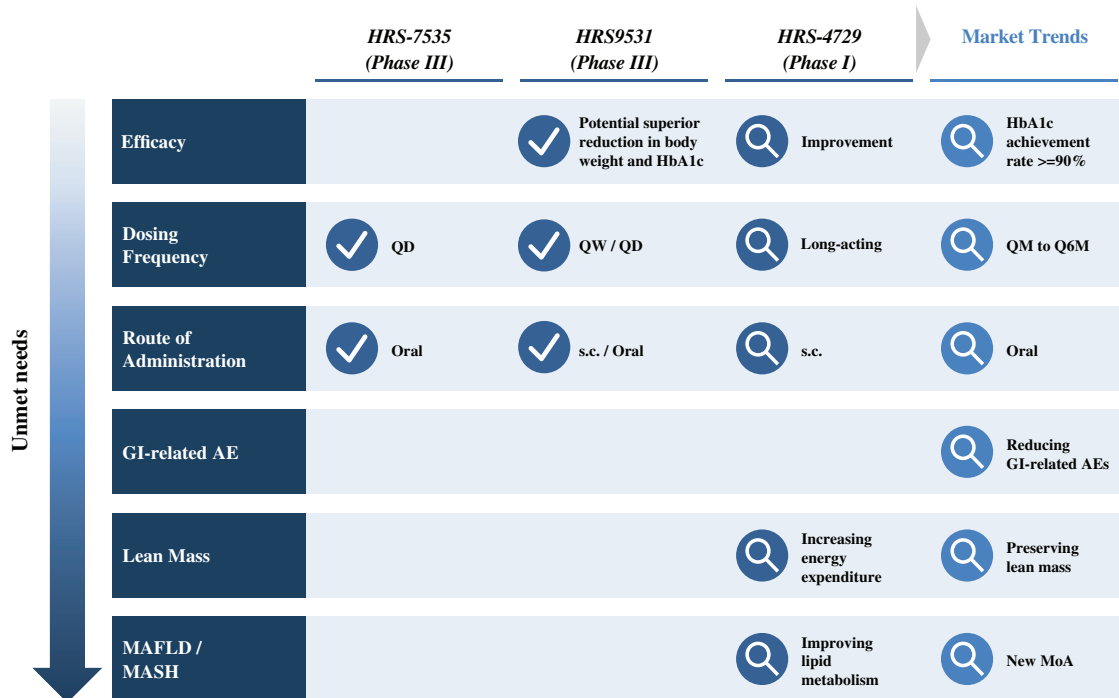 HRS-7535
(Phase III)
HRS9531
(Phase III)
HRS-4729
(Phase I)
Market Trends
Unmet needs
Efficacy
Potential superior
reduction in body
weight and HbA1c
Improvement
HbA1c
achievement
rate >=90%
Dosing
Frequency
QD
QW / QD
Long-acting
QM to Q6M
Route of
Administration
Oral
s.c. / Oral
s.c.
Oral
GI-related AE
Reducing
GI-related AEs
Lean Mass
Increasing
energy
expenditure
Preserving
lean mass
MAFLD /
MASH
Improving
lipid
metabolism
New MoA